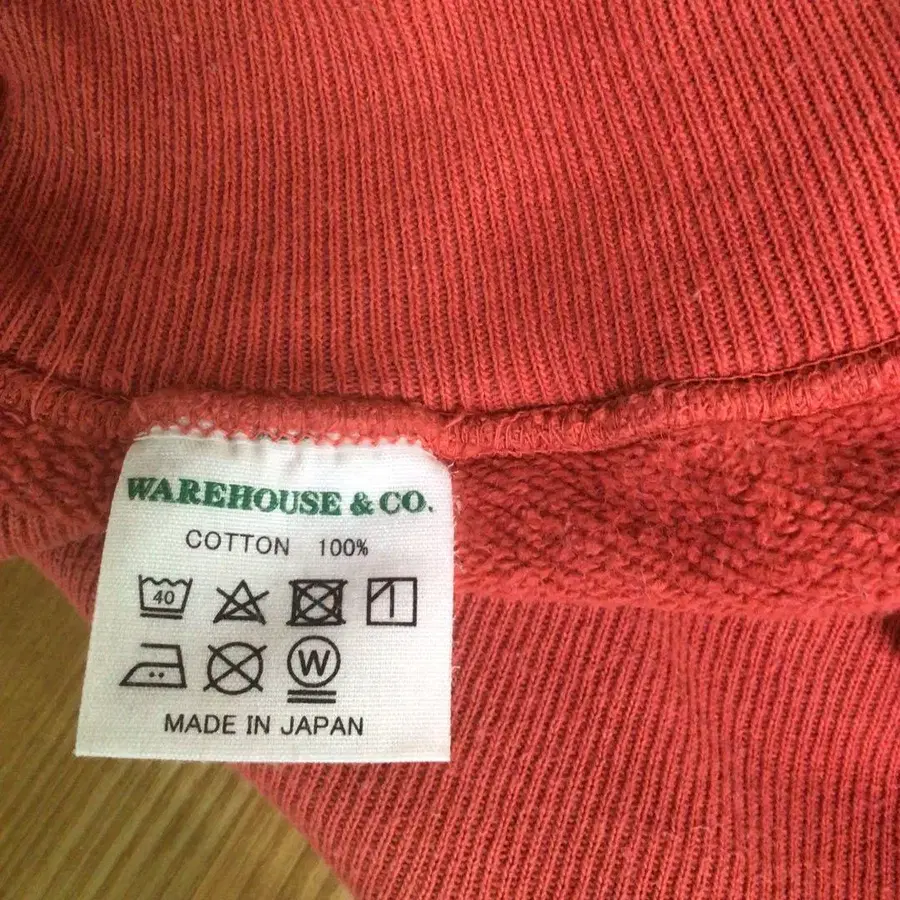 WAREHOUSE & CO.
COTTON 100%
40
W
MADE IN JAPAN